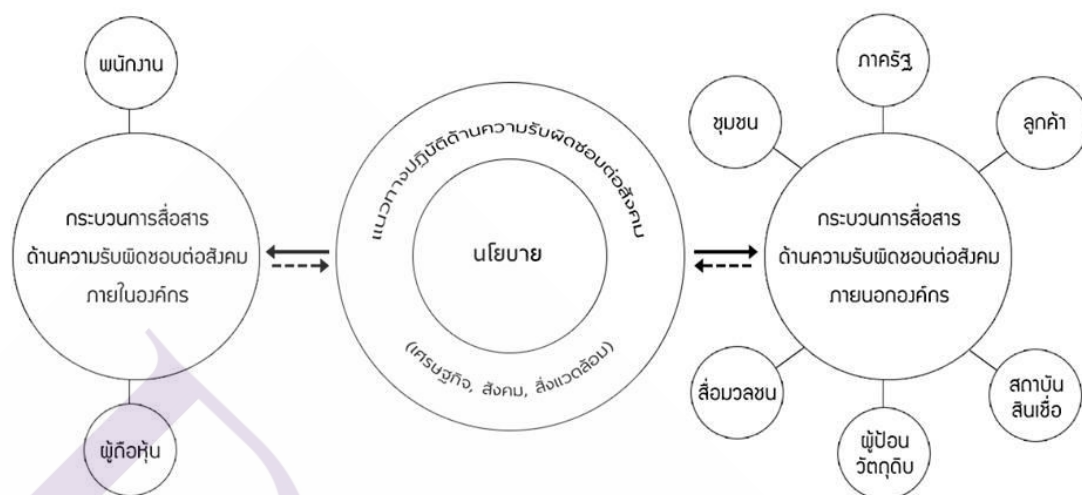 พนักงาน
กระบวนการสื่อสาร
ด้านความรับผิดชอบต่อสังคม
ภายในองค์กร
ผู้ถือหุ้น
แนวทางปฏิบัติด้านความรับผิดชอบต่อสังคม
นโยบาย
(เศรษฐกิจ, สังคม, สิ่งแวดล้อม)
ภาครัฐ
ชุมชน
ลูกค้า
กระบวนการสื่อสาร
ด้านความรับผิดชอบต่อสังคม
ภายนอกองค์กร
สื่อมวลชน
สถาบัน
สินเชื่อ
ผู้ป้อน
วัตถุดิบ